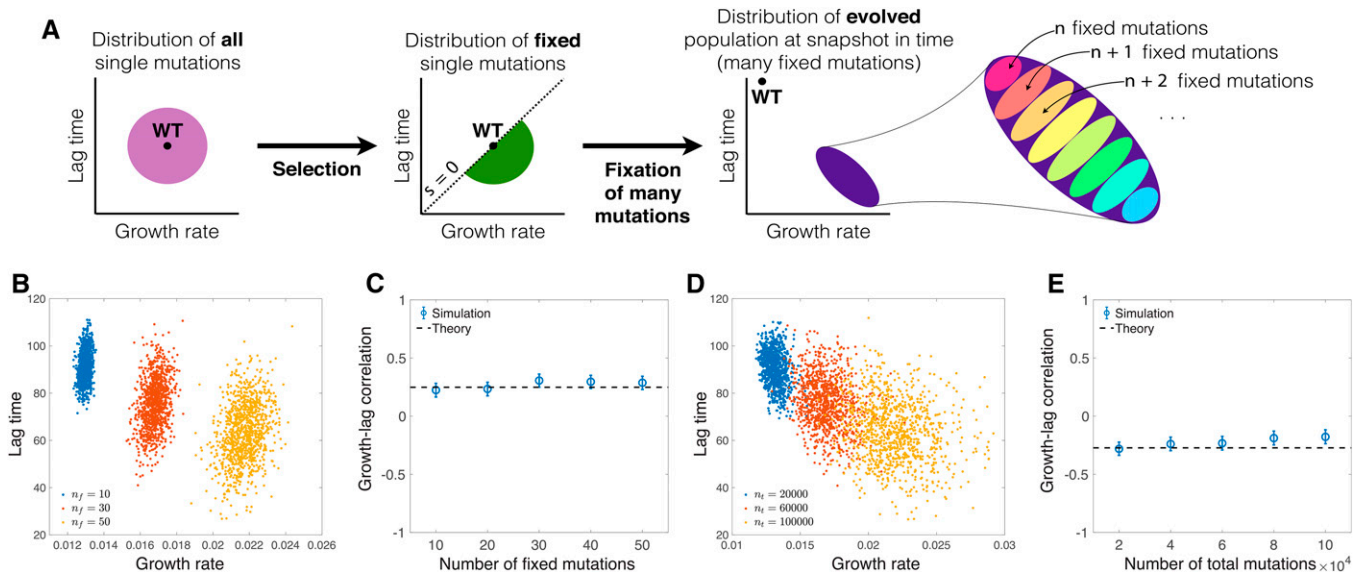 A
Distribution of all
single mutations
Lag time
WT
Growth rate
Selection
Distribution of fixed
single mutations
Lag time
WT
s = 0
Growth rate
Fixation
of many
mutations
Distribution of evolved
population at snapshot in time
(many fixed mutations)
WT
Lag time
Growth rate
n fixed mutations
n + 1 fixed mutations
n + 2 fixed mutations
. . .
B
120
100
80
60
40
20
Lag time
n_f = 10
n_f = 30
n_f = 50
0.012 0.014 0.016 0.018 0.02 0.022 0.024 0.026
Growth rate
C
1
0.5
0
-0.5
-1
Growth-lag correlation
Simulation
Theory
10 20 30 40 50
Number of fixed mutations
D
120
100
80
60
40
20
Lag time
n_t = 20000
n_t = 60000
n_t = 100000
0.01 0.015 0.02 0.025 0.03
Growth rate
E
1
0.5
0
-0.5
-1
Growth-lag correlation
Simulation
Theory
2 4 6 8 10
Number of total mutations ×10^4